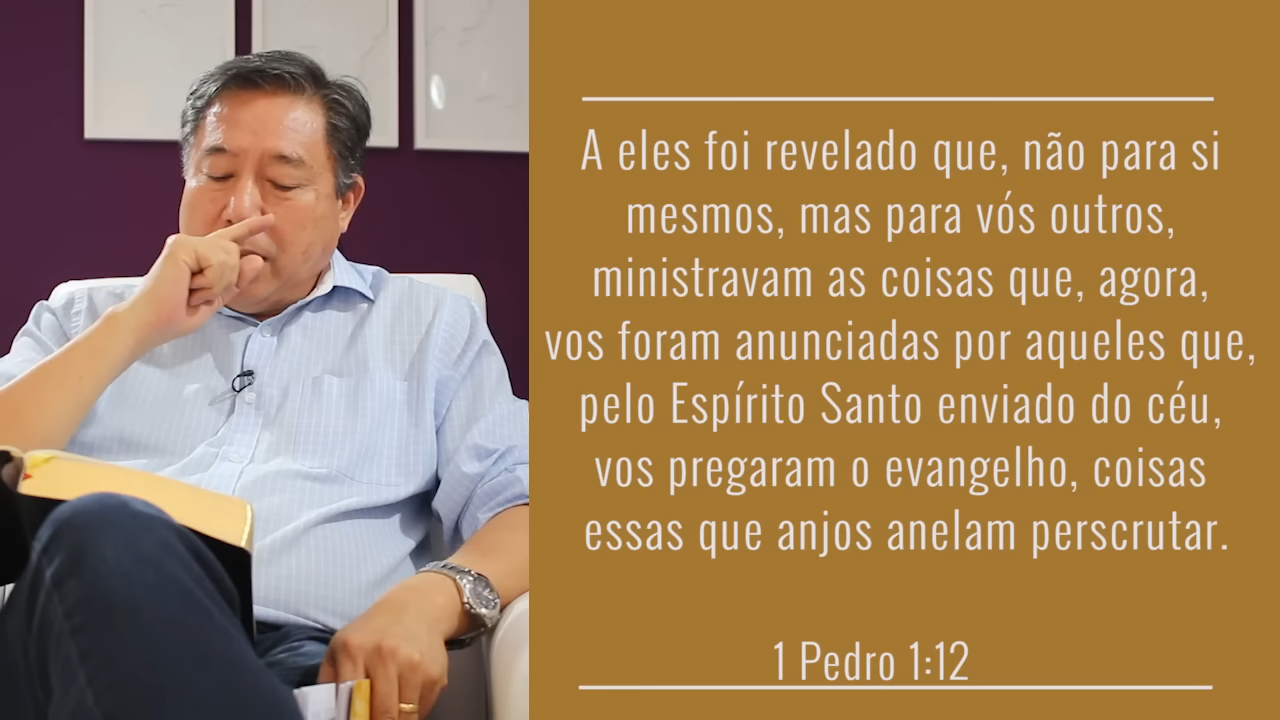 A eles foi revelado que, não para si
mesmos, mas para vós outros,
ministravam as coisas que, agora,
vos foram anunciadas por aqueles que,
pelo Espírito Santo enviado do céu,
vos pregaram o evangelho, coisas
essas que anjos anelam perscrutar.
1 Pedro 1:12